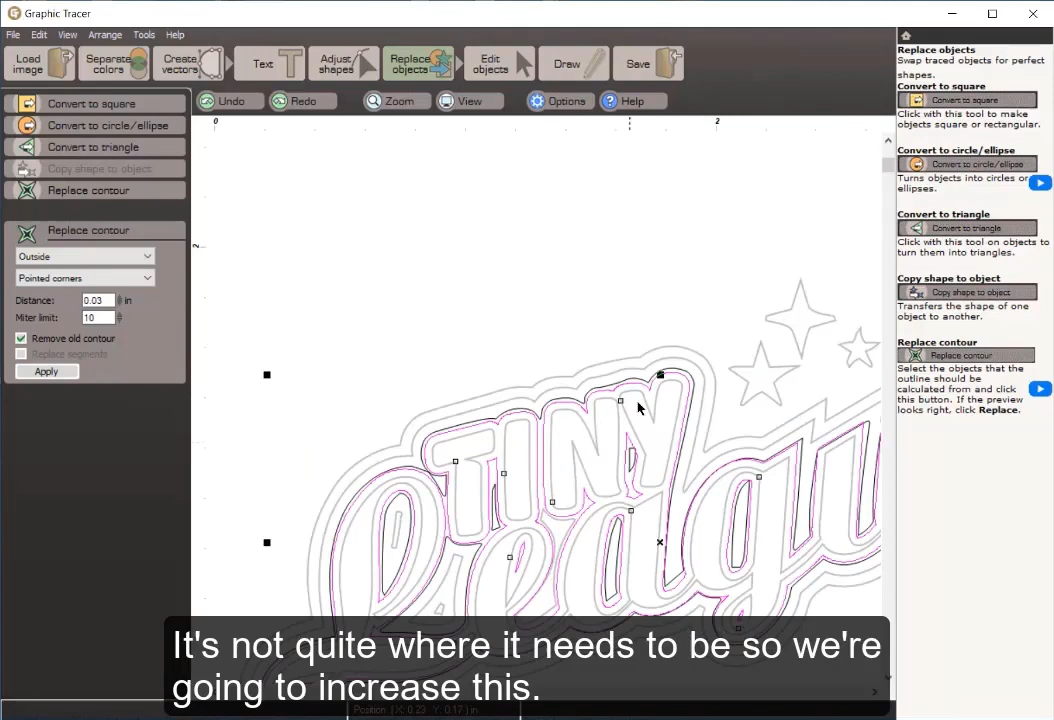 Graphic Tracer
File Edit View Arrange Tools Help
Load image
Separate colors
Create vectors
Text
Adjust shapes
Replace objects
Edit objects
Draw
Save
Undo Redo Zoom View Options Help
Convert to square
Convert to circle/ellipse
Convert to triangle
Copy shape to object
Replace contour
Replace contour
Outside
Pointed corners
Distance: 0.03 in
Miter limit: 10
Remove old contour
Replace segments
Apply
0 2
2
TINY
Replace objects
Swap traced objects for perfect
shapes.
Convert to square
Convert to square
Click with this tool to make
objects square or rectangular.
Convert to circle/ellipse
Convert to circle/ellipse
Turns objects into circles or
ellipses.
Convert to triangle
Convert to triangle
Click with this tool on objects to
turn them into triangles.
Copy shape to object
Copy shape to object
Transfers the shape of one
object to another.
Replace contour
Replace contour
Select the objects that the
outline should be
calculated from and click
this button. If the preview
looks right, click Replace.
It's not quite where it needs to be so we're
going to increase this.
Position ( X: 0.23 Y: 0.17 ) in